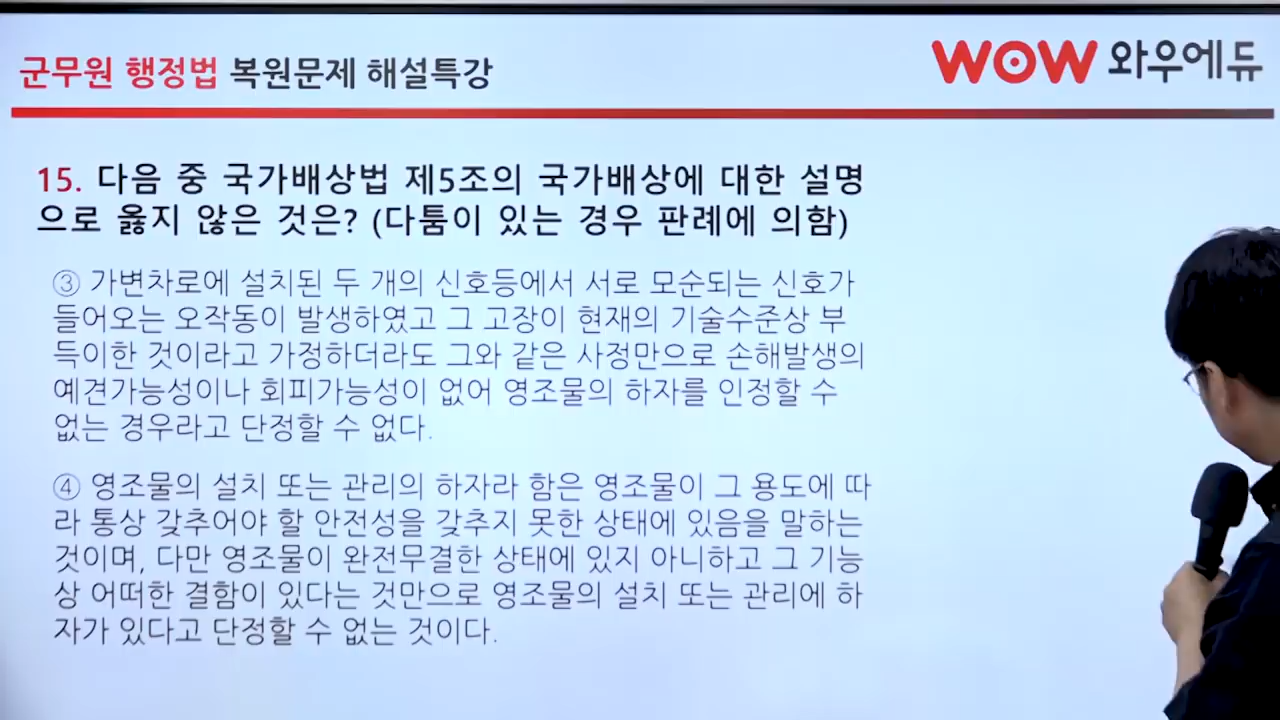 군무원 행정법 복원문제 해설특강
WOW 와우에듀
15. 다음 중 국가배상법 제5조의 국가배상에 대한 설명
으로 옳지 않은 것은? (다툼이 있는 경우 판례에 의함)
③ 가변차로에 설치된 두 개의 신호등에서 서로 모순되는 신호가
들어오는 오작동이 발생하였고 그 고장이 현재의 기술수준상 부
득이한 것이라고 가정하더라도 그와 같은 사정만으로 손해발생의
예견가능성이나 회피가능성이 없어 영조물의 하자를 인정할 수
없는 경우라고 단정할 수 없다.
④ 영조물의 설치 또는 관리의 하자라 함은 영조물이 그 용도에 따
라 통상 갖추어야 할 안전성을 갖추지 못한 상태에 있음을 말하는
것이며, 다만 영조물이 완전무결한 상태에 있지 아니하고 그 기능
상 어떠한 결함이 있다는 것만으로 영조물의 설치 또는 관리에 하
자가 있다고 단정할 수 없는 것이다.